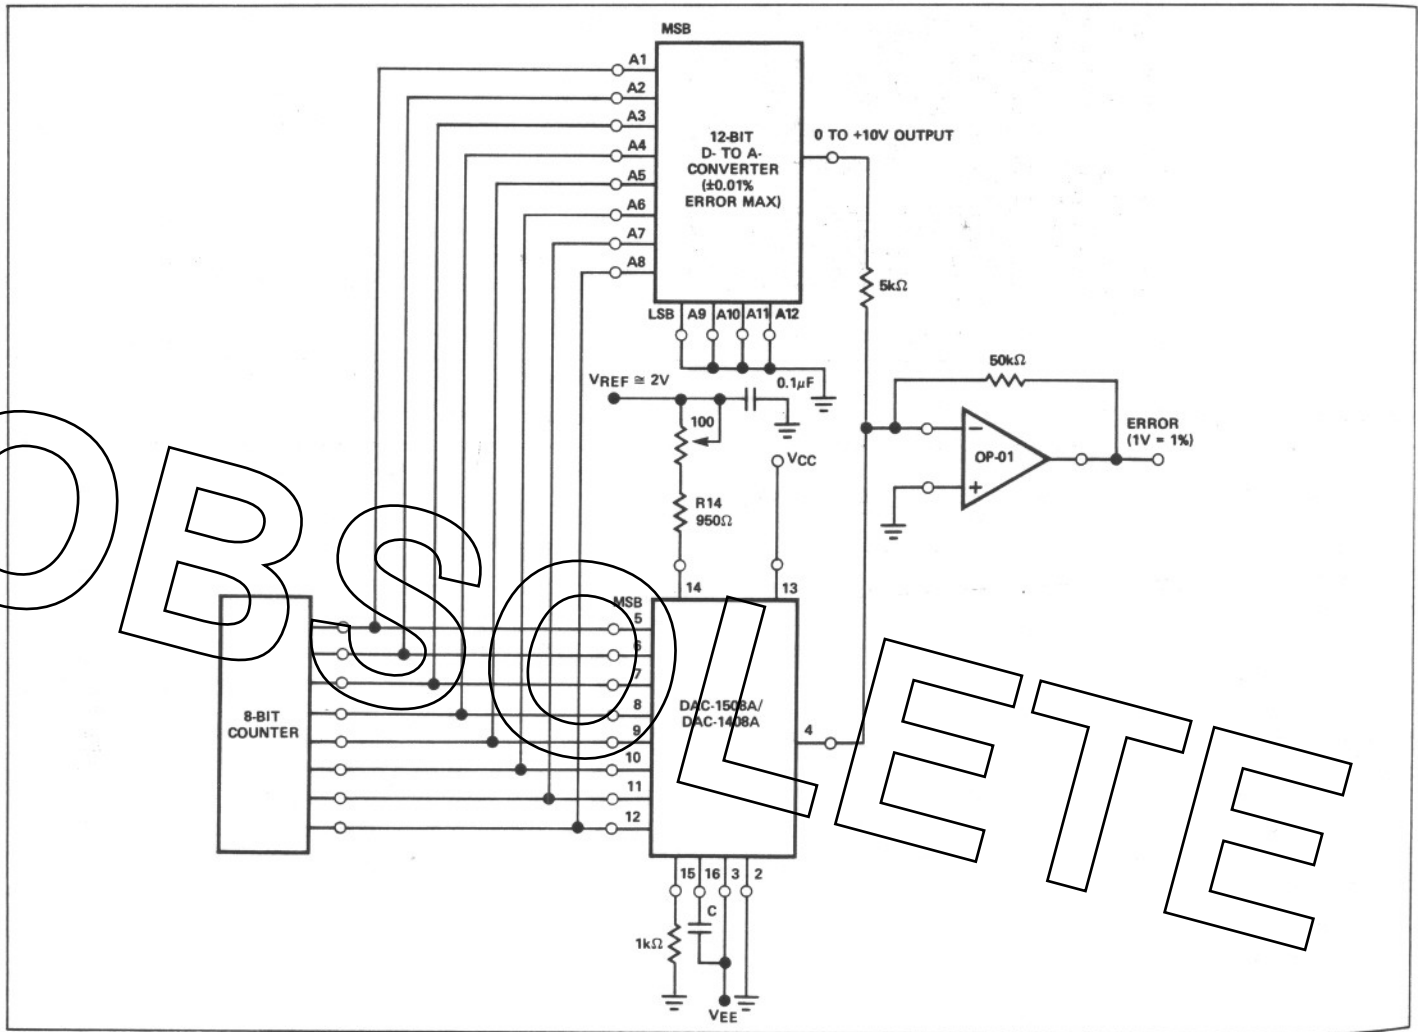 MSB
A1
A2
A3
A4
A5
A6
A7
A8
12-BIT
D- TO A-
CONVERTER
(±0.01%
ERROR MAX)
0 TO +10V OUTPUT
LSB A9 A10 A11 A12
5kΩ
VREF ≅ 2V
0.1μF
100
VCC
R14
950Ω
50kΩ
ERROR
(1V = 1%)
OP-01
−
+
14
13
MSB
5
6
7
8
9
10
11
12
8-BIT
COUNTER
DAC-1508A/
DAC-1408A
4
15 16 3 2
C
1kΩ
VEE
OBSOLETE